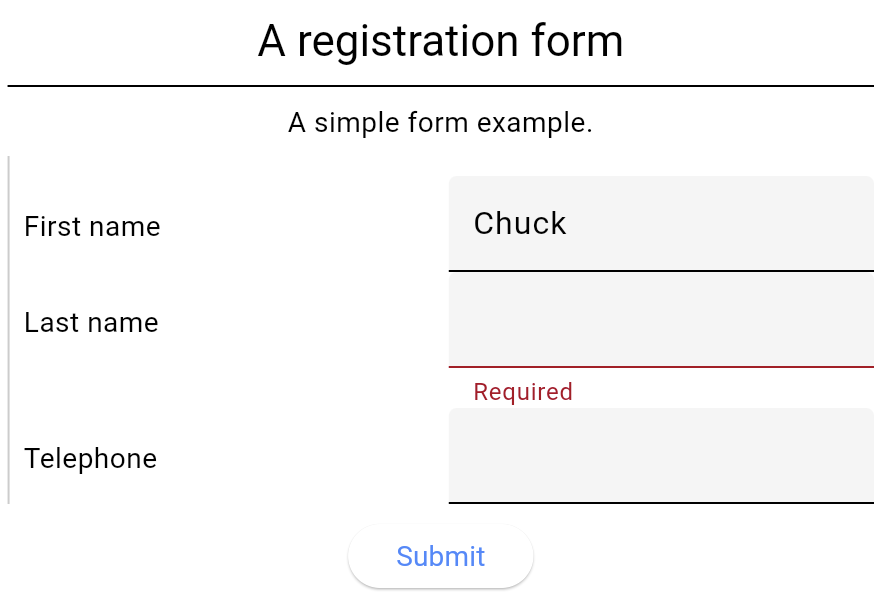 A registration form
A simple form example.
First name
Chuck
Last name
Required
Telephone
Submit